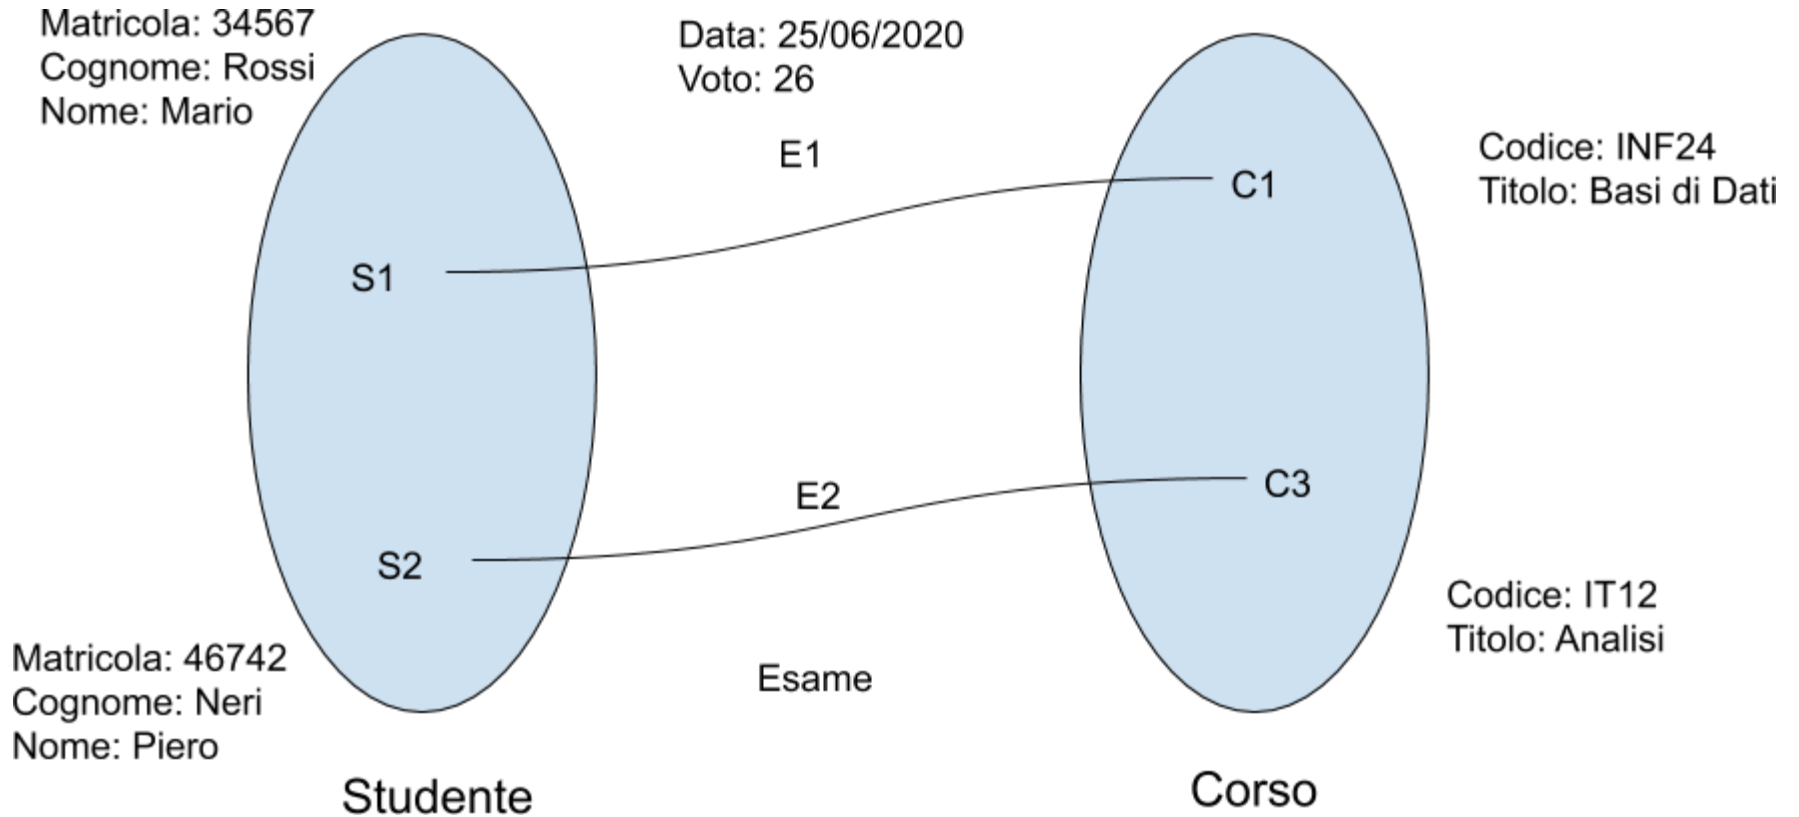 Matricola: 34567
Cognome: Rossi
Nome: Mario
Data: 25/06/2020
Voto: 26
E1
C1
Codice: INF24
Titolo: Basi di Dati
S1
E2
C3
S2
Codice: IT12
Titolo: Analisi
Matricola: 46742
Cognome: Neri
Nome: Piero
Esame
Studente
Corso